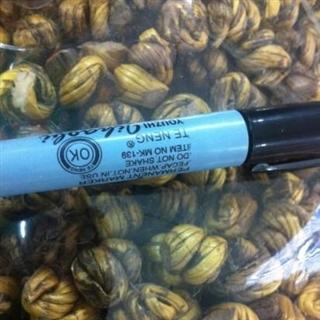 YOUZHI
TE NENG®
ITEM NO MK-139
.DO NOT SHAKE
RECAP WHEN.NOT.IN USE
PERMANENT MARKER
OK